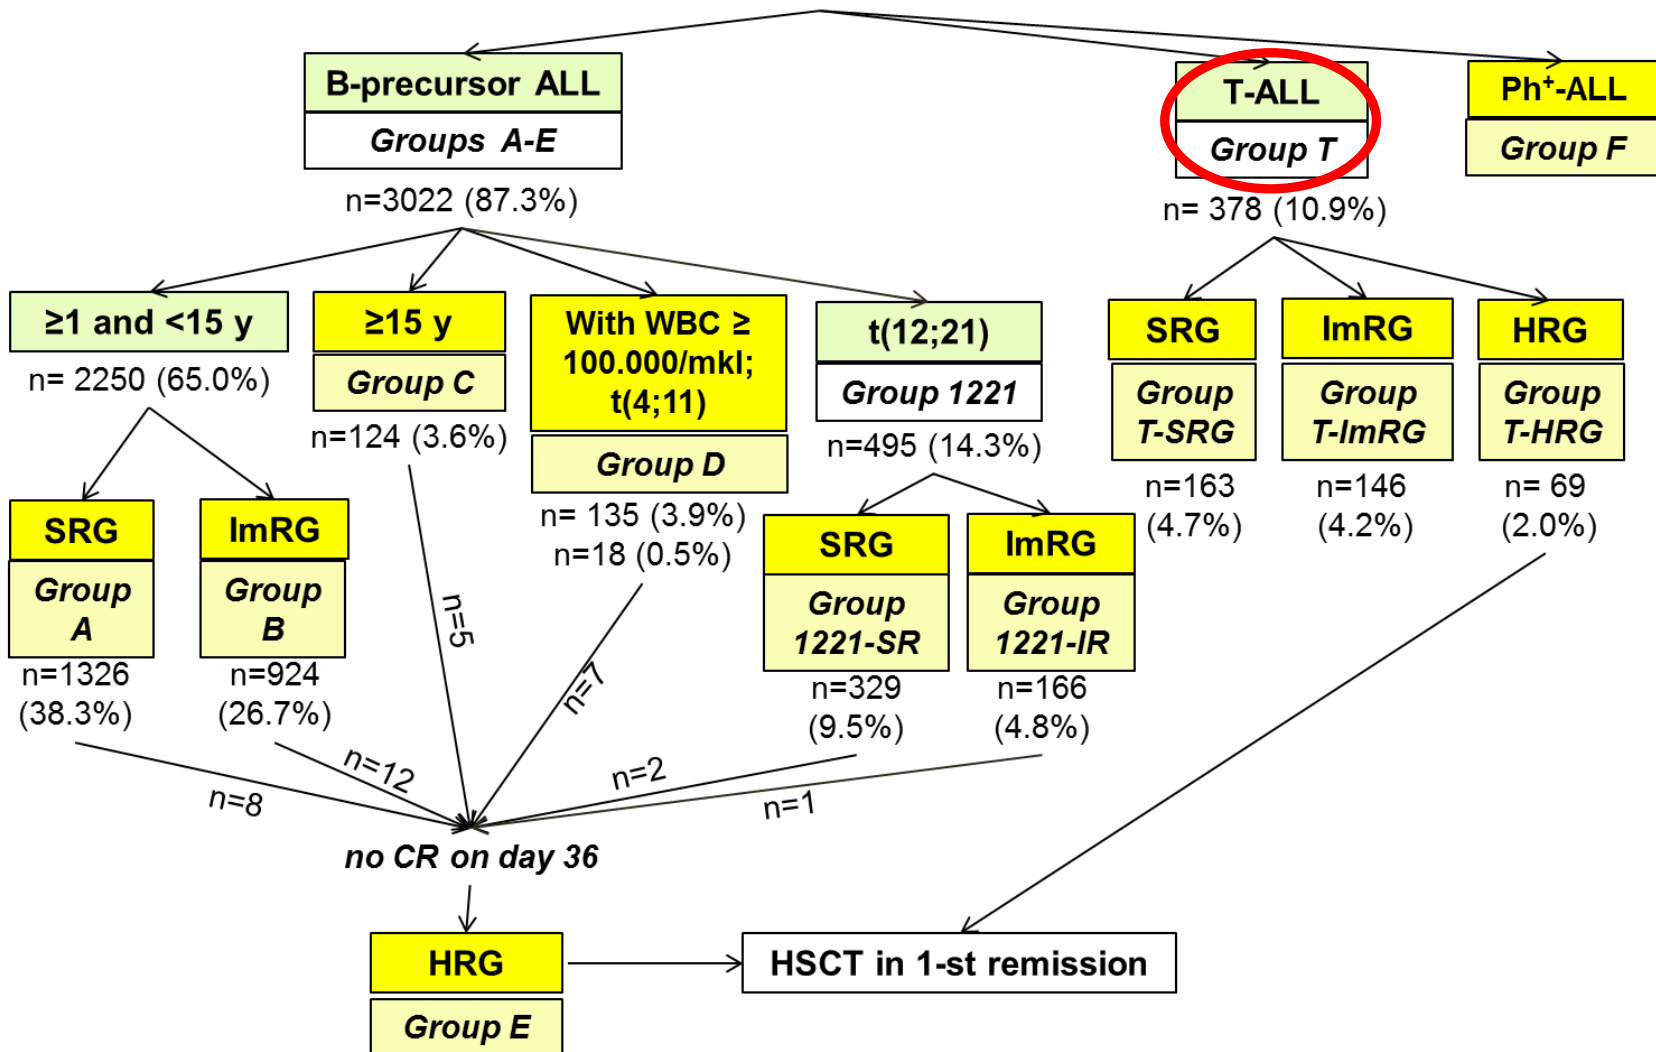 B-precursor ALL
Groups A-E
n=3022 (87.3%)
T-ALL
Group T
n= 378 (10.9%)
Ph⁺-ALL
Group F
≥1 and <15 y
n= 2250 (65.0%)
≥15 y
Group C
n=124 (3.6%)
With WBC ≥
100.000/mkl;
t(4;11)
Group D
n= 135 (3.9%)
n=18 (0.5%)
t(12;21)
Group 1221
n=495 (14.3%)
SRG
Group
T-SRG
n=163
(4.7%)
ImRG
Group
T-ImRG
n=146
(4.2%)
HRG
Group
T-HRG
n= 69
(2.0%)
SRG
Group
A
n=1326
(38.3%)
ImRG
Group
B
n=924
(26.7%)
SRG
Group
1221-SR
n=329
(9.5%)
ImRG
Group
1221-IR
n=166
(4.8%)
n=8
n=12
n=5
n=7
n=2
n=1
no CR on day 36
HRG
Group E
HSCT in 1-st remission